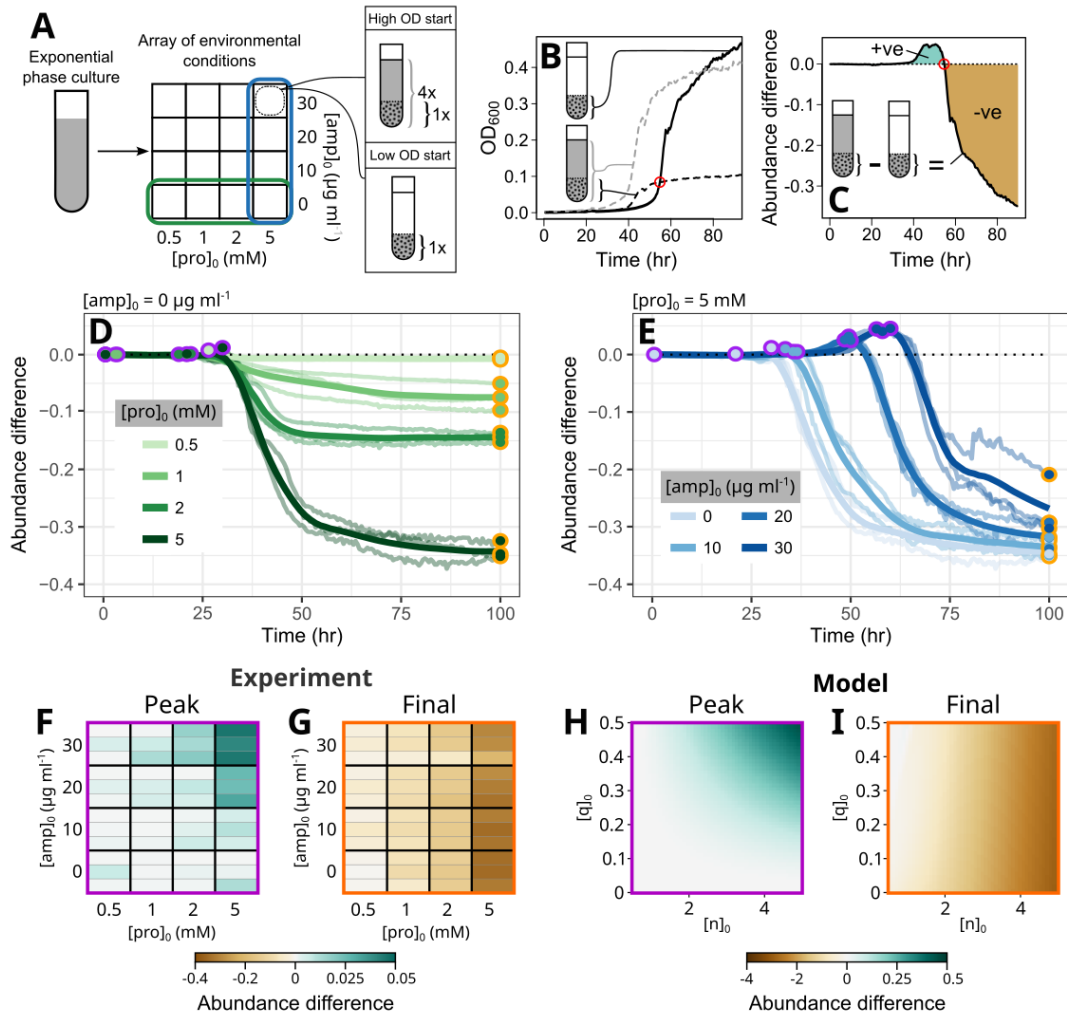 A
Exponential
phase culture
Array of environmental
conditions
30
20
10
0
[amp]₀ (µg ml⁻¹)
0.5 1 2 5
[pro]₀ (mM)
High OD start
4x
1x
Low OD start
1x
B
OD₆₀₀
0.4
0.3
0.2
0.1
0.0
0 20 40 60 80
Time (hr)
C
Abundance difference
0.0
-0.1
-0.2
-0.3
+ve
-ve
- =
0 20 40 60 80
Time (hr)
[amp]₀ = 0 µg ml⁻¹
D
Abundance difference
0.0
−0.1
−0.2
−0.3
−0.4
[pro]₀ (mM)
0.5
1
2
5
0 25 50 75 100
Time (hr)
[pro]₀ = 5 mM
E
Abundance difference
0.0
−0.1
−0.2
−0.3
−0.4
[amp]₀ (µg ml⁻¹)
0 20
10 30
0 25 50 75 100
Time (hr)
Experiment
F
Peak
[amp]₀ (µg ml⁻¹)
30
20
10
0
0.5 1 2 5
[pro]₀ (mM)
G
Final
[amp]₀ (µg ml⁻¹)
30
20
10
0
0.5 1 2 5
[pro]₀ (mM)
-0.4 -0.2 0 0.025 0.05
Abundance difference
Model
H
Peak
[q]₀
0.5
0.4
0.3
0.2
0.1
0
2 4
[n]₀
I
Final
[q]₀
0.5
0.4
0.3
0.2
0.1
0
2 4
[n]₀
-4 -2 0 0.25 0.5
Abundance difference